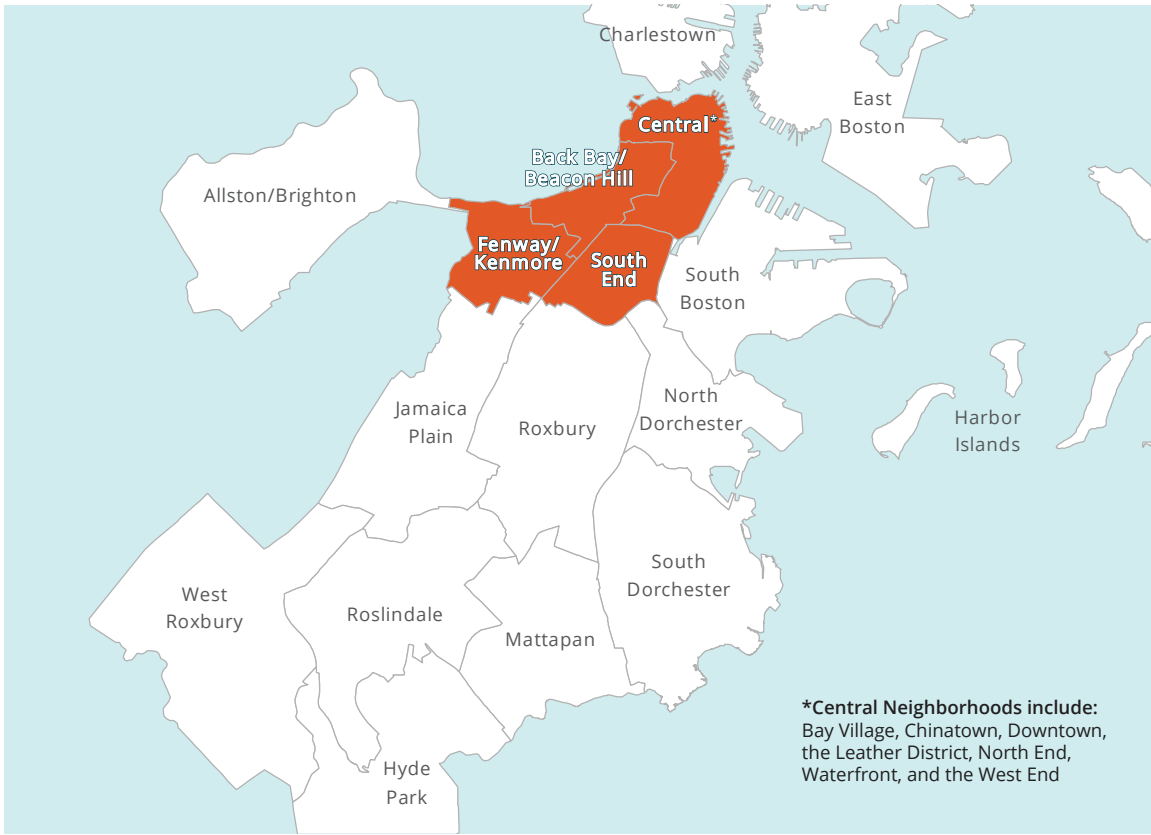 Charlestown
East
Boston
Central*
Back Bay/
Beacon Hill
Allston/Brighton
Fenway/
Kenmore
South
End
South
Boston
Jamaica
Plain
Roxbury
North
Dorchester
Harbor
Islands
South
Dorchester
West
Roxbury
Roslindale
Mattapan
Hyde
Park
*Central Neighborhoods include:
Bay Village, Chinatown, Downtown,
the Leather District, North End,
Waterfront, and the West End